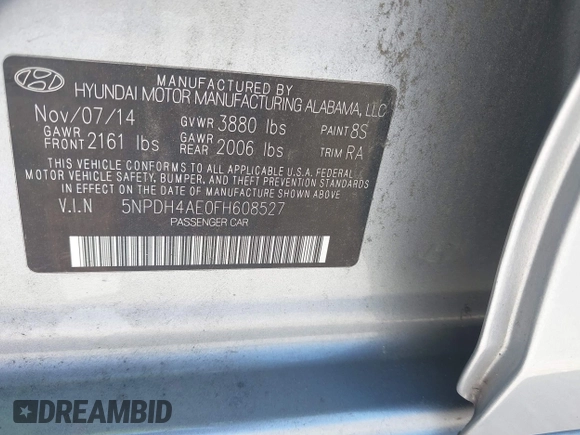 MANUFACTURED BY
HYUNDAI MOTOR MANUFACTURING ALABAMA, LLC
Nov/07/14 GVWR 3880 lbs PAINT 8S
GAWR FRONT 2161 lbs GAWR REAR 2006 lbs TRIM RA
THIS VEHICLE CONFORMS TO ALL APPLICABLE U.S.A. FEDERAL
MOTOR VEHICLE SAFETY, BUMPER, AND THEFT PREVENTION STANDARDS
IN EFFECT ON THE DATE OF MANUFACTURE SHOWN ABOVE.
V.I.N 5NPDH4AE0FH608527
PASSENGER CAR
DREAMBID